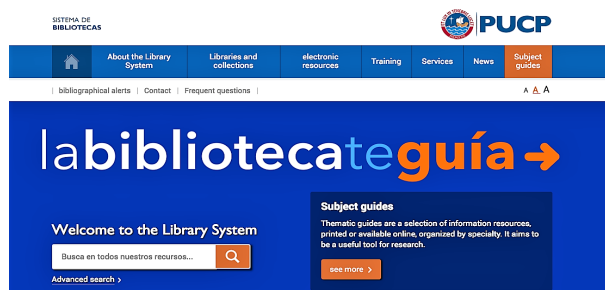 SISTEMA DE
BIBLIOTECAS
PUCP
About the Library
System
Libraries and
collections
electronic
resources
Training
Services
News
Subject
guides
| bibliographical alerts | Contact | Frequent questions |
A A A
labibliotecateguía
Subject guides
Thematic guides are a selection of information resources,
printed or available online, organized by specialty. It aims to
be a useful tool for research.
see more >
Welcome to the Library System
Busca en todos nuestros recursos...
Advanced search >